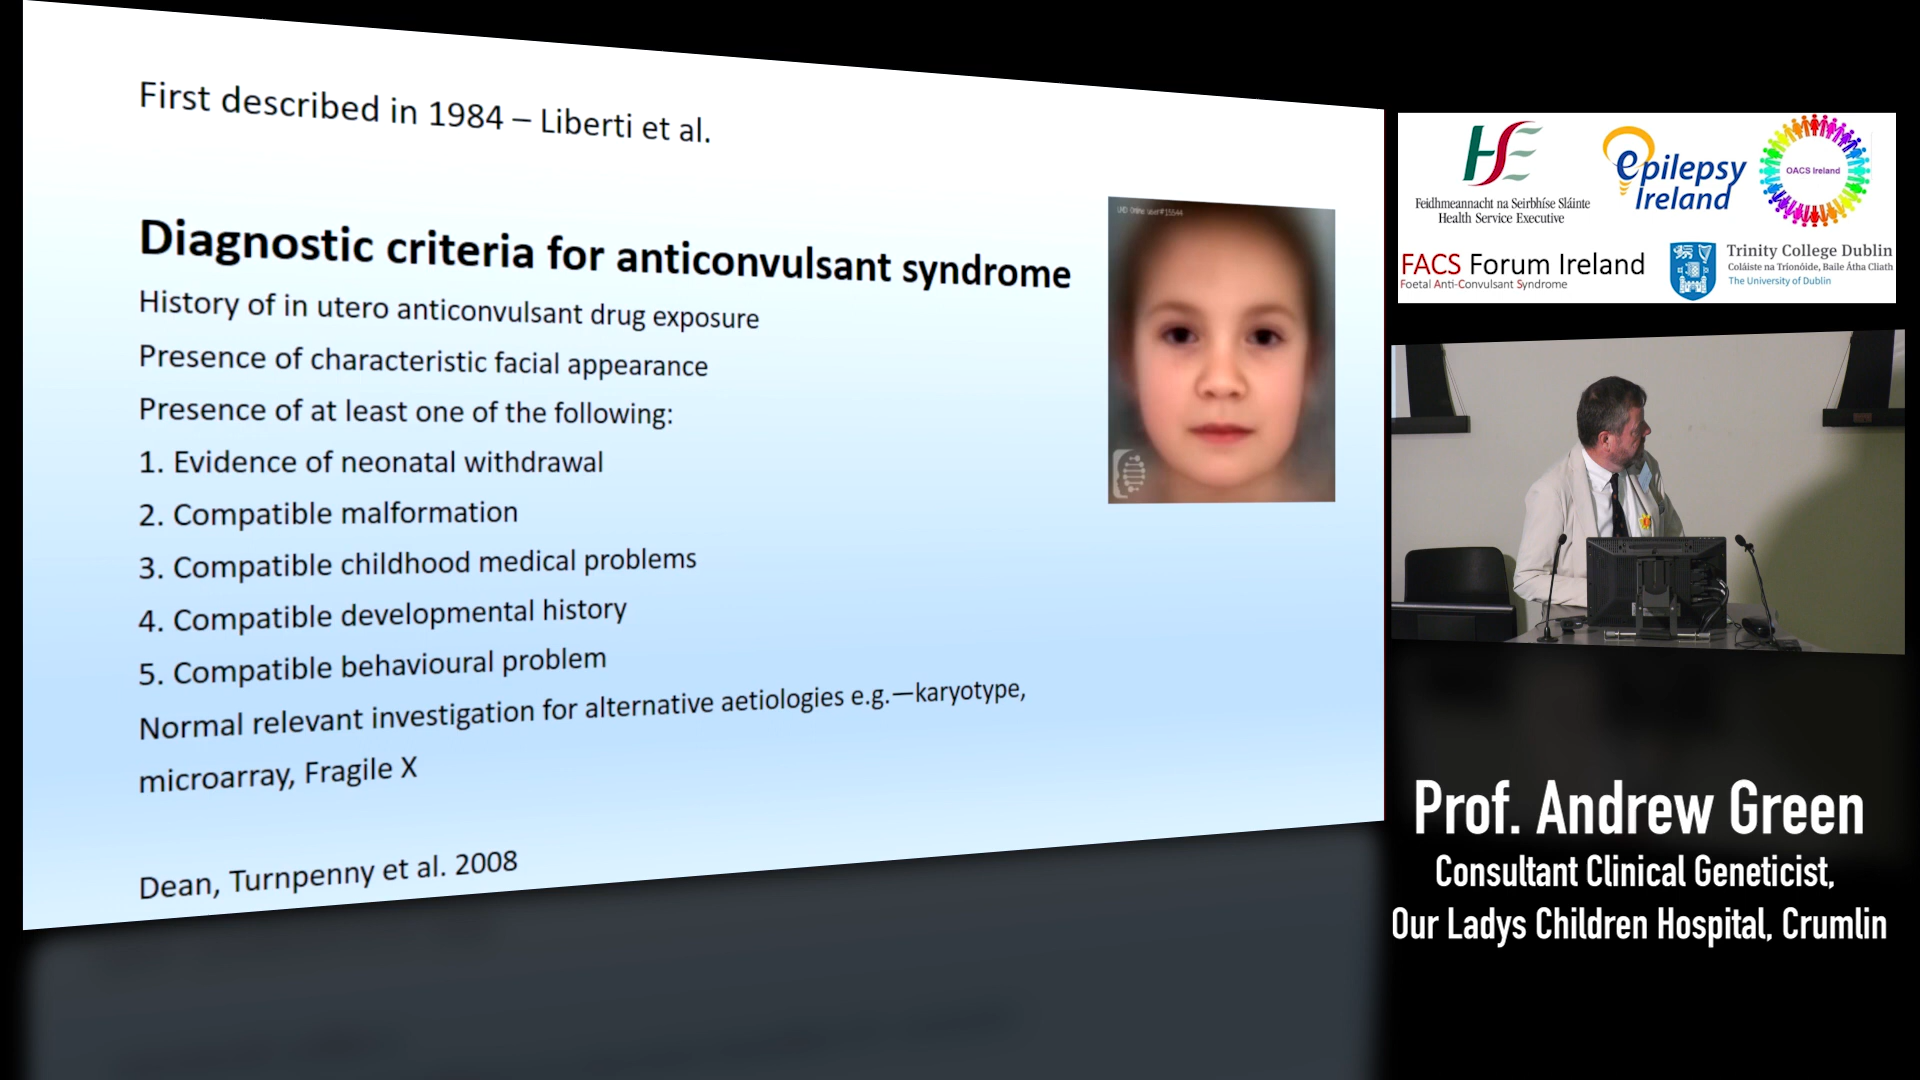 First described in 1984 – Liberti et al.
Diagnostic criteria for anticonvulsant syndrome
History of in utero anticonvulsant drug exposure
Presence of characteristic facial appearance
Presence of at least one of the following:
1. Evidence of neonatal withdrawal
2. Compatible malformation
3. Compatible childhood medical problems
4. Compatible developmental history
5. Compatible behavioural problem
Normal relevant investigation for alternative aetiologies e.g.—karyotype,
microarray, Fragile X
Dean, Turnpenny et al. 2008
HSE
Feidhmeannacht na Seirbhíse Sláinte
Health Service Executive
epilepsy
Ireland
OACS Ireland
FACS Forum Ireland
Foetal Anti-Convulsant Syndrome
Trinity College Dublin
Coláiste na Tríonóide, Baile Átha Cliath
The University of Dublin
Prof. Andrew Green
Consultant Clinical Geneticist,
Our Ladys Children Hospital, Crumlin